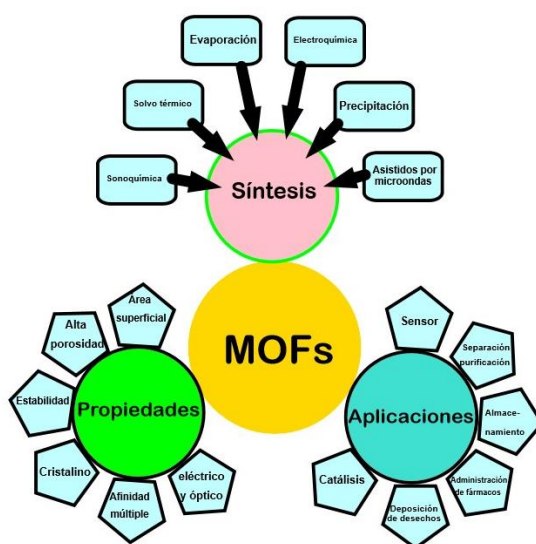 Evaporación
Electroquímica
Solvo térmico
Precipitación
Sonoquímica
Asistidos por
microondas
Síntesis
MOFs
Área
superficial
Alta
porosidad
Estabilidad
Cristalino
Afinidad
múltiple
eléctrico
y óptico
Propiedades
Sensor
Separación
purificación
Almace-
namiento
Administración
de fármacos
Deposición
de desechos
Catálisis
Aplicaciones